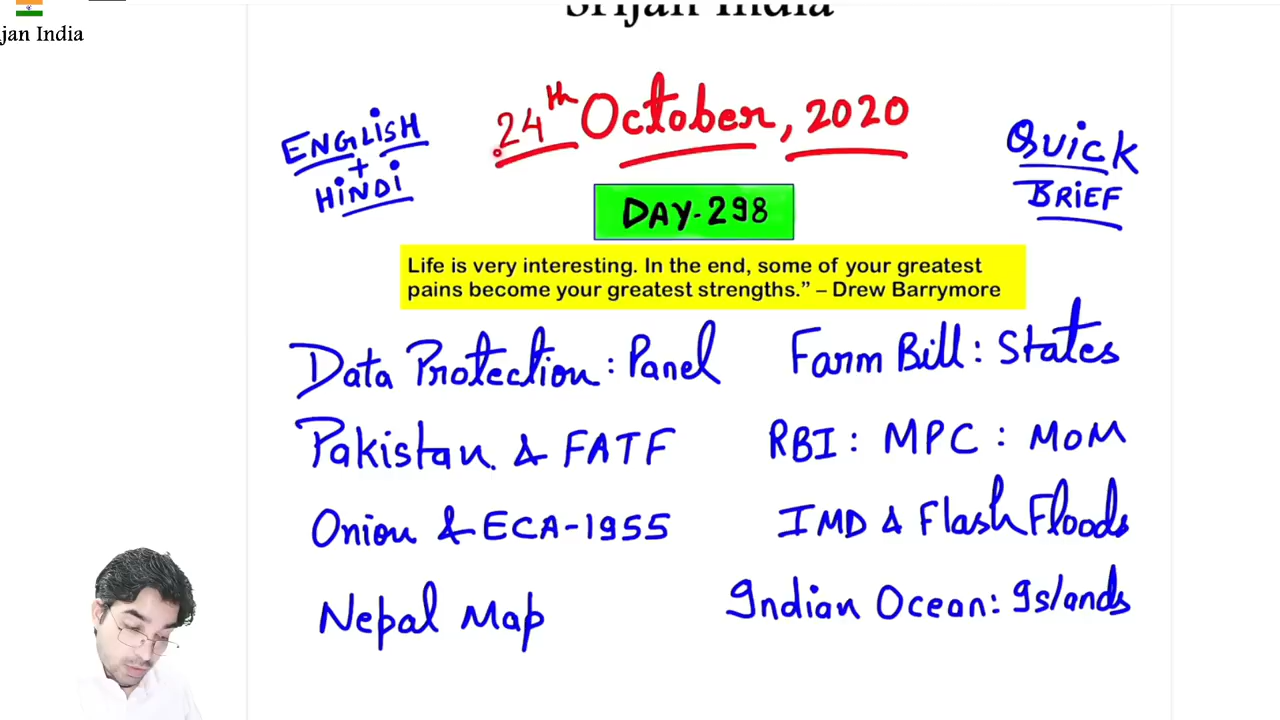 Srijan India
jan India
24th October, 2020
ENGLISH
+
HINDI
QUICK
BRIEF
DAY-298
Life is very interesting. In the end, some of your greatest
pains become your greatest strengths.” – Drew Barrymore
Data Protection: Panel
Farm Bill: States
Pakistan & FATF
RBI: MPC: MoM
Onion & ECA-1955
IMD & Flash Floods
Nepal Map
Indian Ocean: Islands